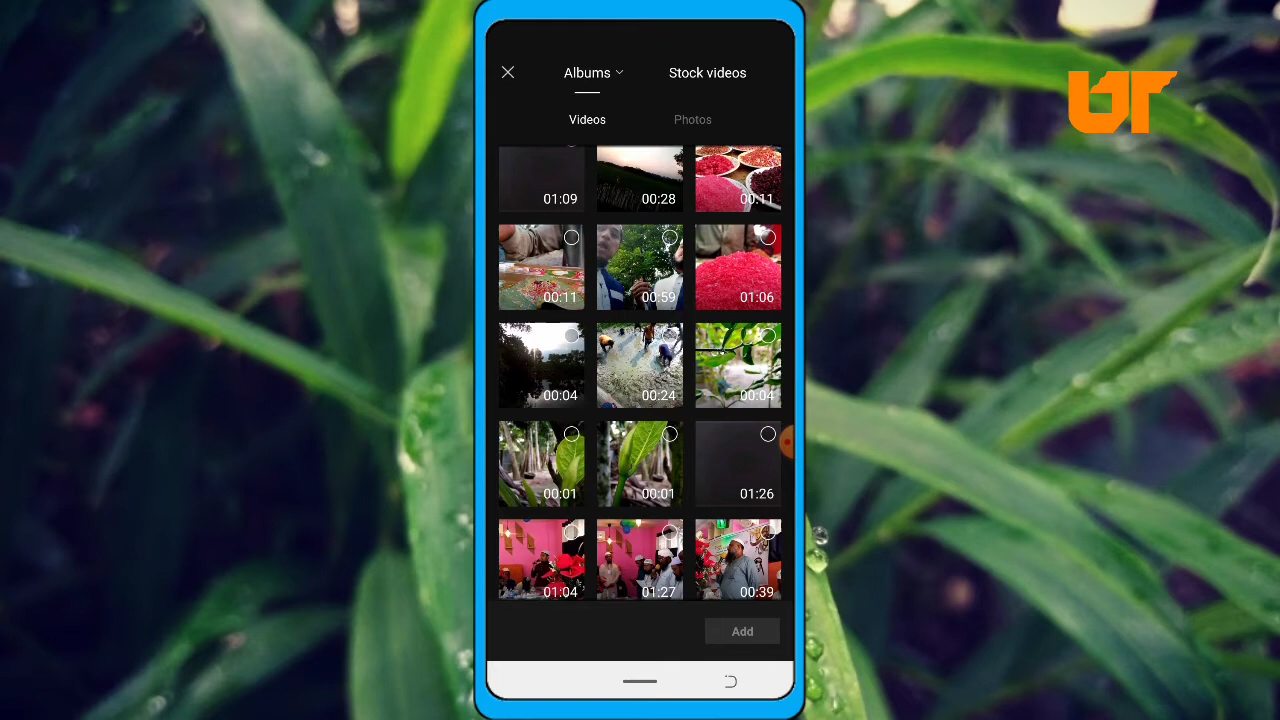 UT
Albums Stock videos
Videos Photos
01:09 00:28 00:11
00:11 00:59 01:06
00:04 00:24 00:04
00:01 00:01 01:26
01:04 01:27 00:39
Add